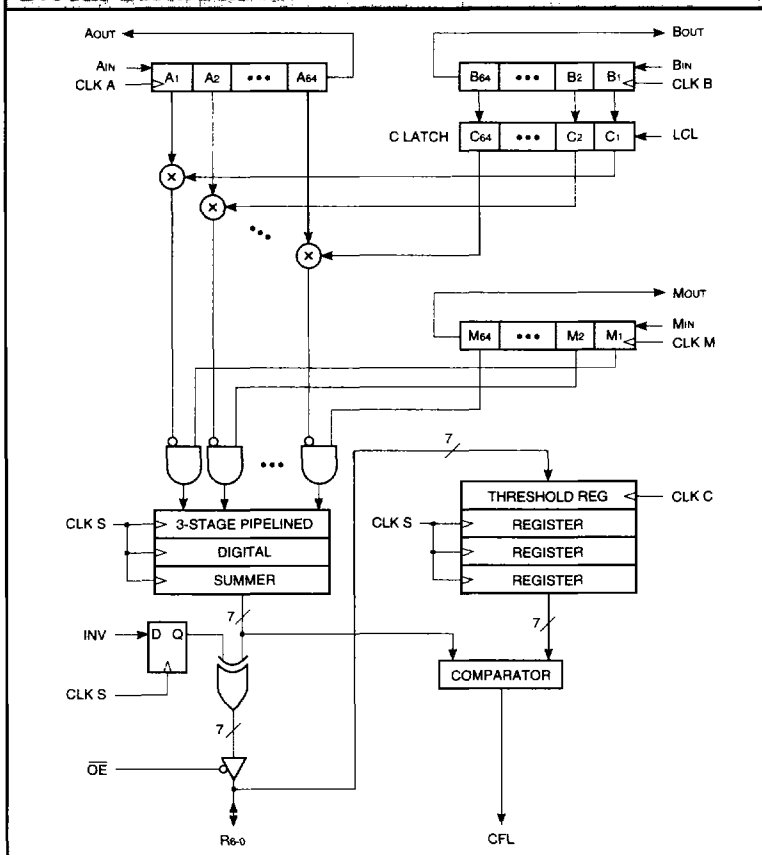 AOUT
BOUT
AIN
A1 A2 ••• A64
CLK A
BIN
B64 ••• B2 B1
CLK B
C LATCH
C64 ••• C2 C1
LCL
×
×
×
MOUT
MIN
M64 ••• M2 M1
CLK M
7
THRESHOLD REG
CLK C
CLK S
3-STAGE PIPELINED
CLK S
REGISTER
DIGITAL
REGISTER
SUMMER
REGISTER
7
7
INV
D Q
COMPARATOR
CLK S
7
OE
R6-0
CFL